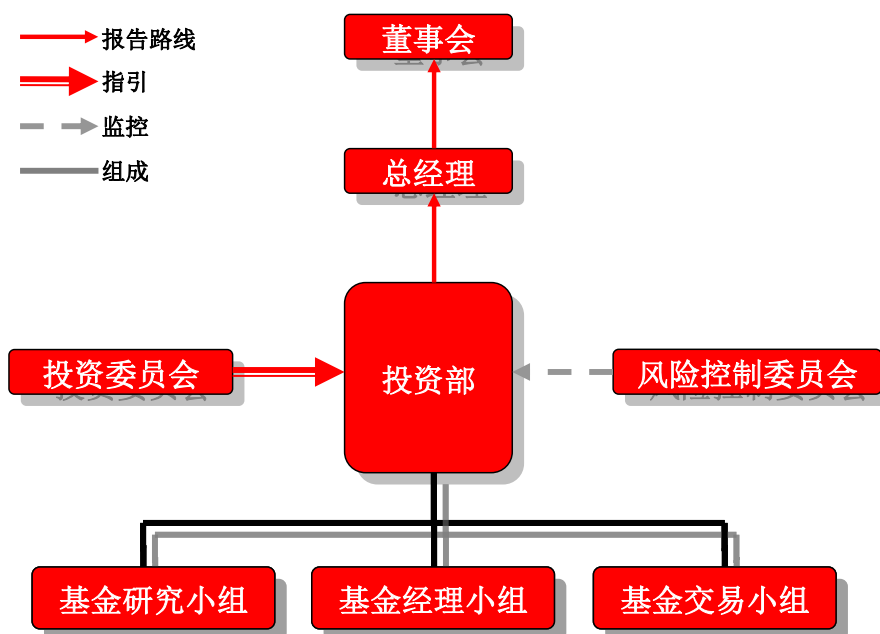 报告路线
指引
监控
组成
董事会
总经理
投资委员会
投资部
风险控制委员会
基金研究小组
基金经理小组
基金交易小组